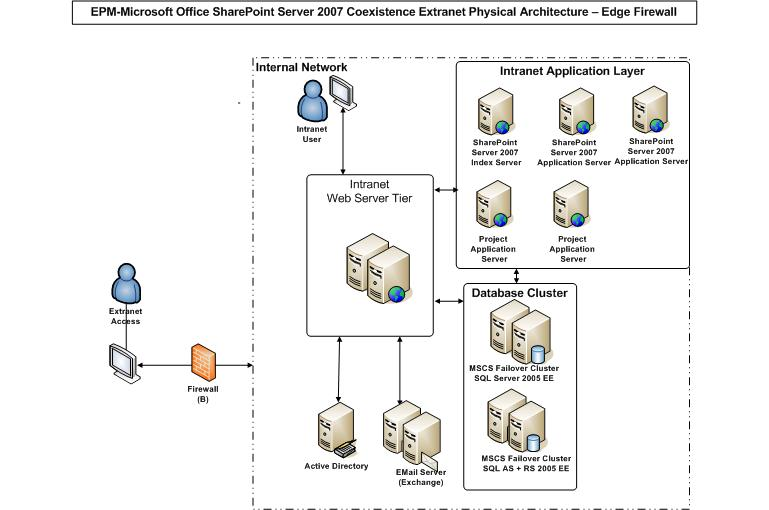 EPM-Microsoft Office SharePoint Server 2007 Coexistence Extranet Physical Architecture – Edge Firewall
Internal Network
Intranet
User
Intranet Application Layer
SharePoint
Server 2007
Index Server
SharePoint
Server 2007
Application Server
SharePoint
Server 2007
Application Server
Project
Application
Server
Project
Application
Server
Intranet
Web Server Tier
Extranet
Access
Firewall
(B)
Database Cluster
MSCS Failover Cluster
SQL Server 2005 EE
MSCS Failover Cluster
SQL AS + RS 2005 EE
Active Directory
EMail Server
(Exchange)